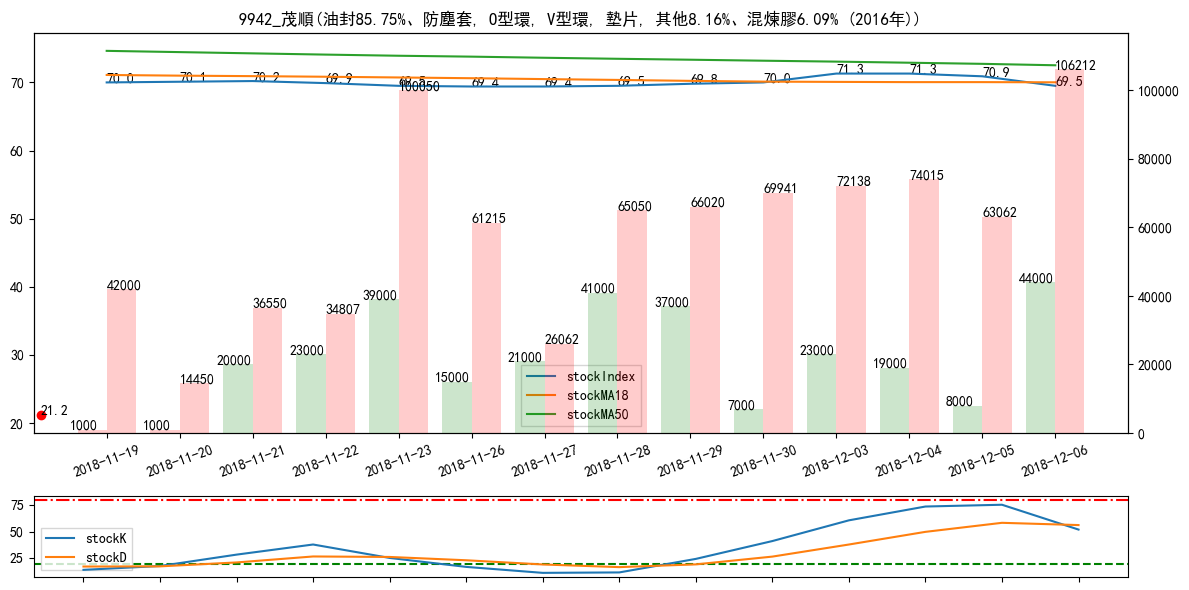 9942_茂順(油封85.75%、防塵套, O型環, V型環, 墊片, 其他8.16%、混煉膠6.09% (2016年))
70.0 70.1 70.2 69.9 69.5 69.4 69.4 69.5 69.8 70.0 71.3 71.3 70.9 69.5
70 60 50 40 30 20
100000 80000 60000 40000 20000 0
42000 14450 36550 34807 100050 61215 26062 65050 66020 69941 72138 74015 63062 106212
1000 1000 20000 23000 39000 15000 21000 41000 37000 7000 23000 19000 8000 44000
21.2
stockIndex
stockMA18
stockMA50
2018-11-19 2018-11-20 2018-11-21 2018-11-22 2018-11-23 2018-11-26 2018-11-27 2018-11-28 2018-11-29 2018-11-30 2018-12-03 2018-12-04 2018-12-05 2018-12-06
75 50 25
stockK
stockD